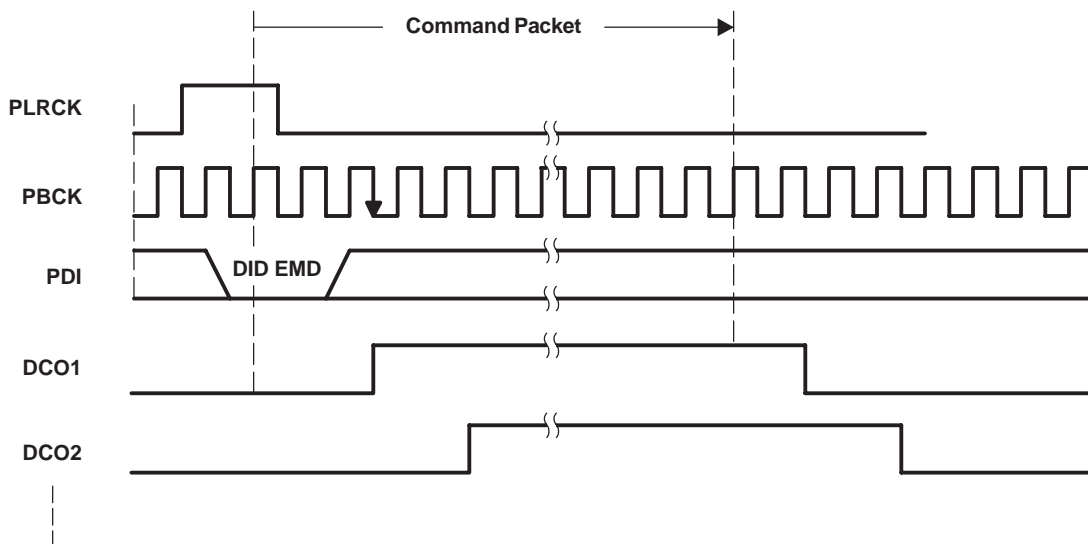 Command Packet
PLRCK
PBCK
PDI
DID EMD
DCO1
DCO2